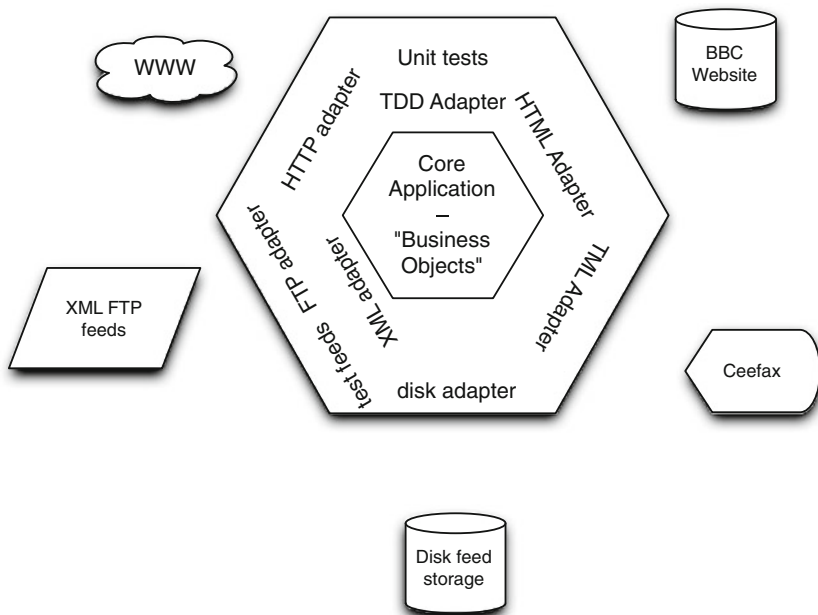 WWW
Unit tests
TDD Adapter
HTTP adapter
HTML Adapter
BBC
Website
Core
Application
–
"Business
Objects"
FTP adapter
XML adapter
TML Adapter
XML FTP
feeds
test feeds
disk adapter
Ceefax
Disk feed
storage